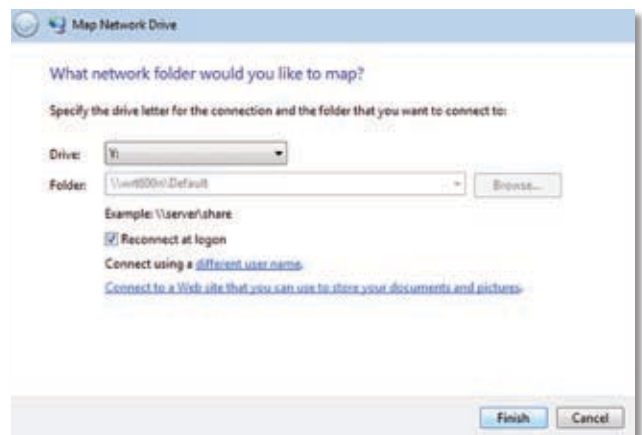 Map Network Drive
What network folder would you like to map?
Specify the drive letter for the connection and the folder that you want to connect to:
Drive: Y:
Folder: \\wrt600n\Default Browse...
Example: \\server\share
Reconnect at logon
Connect using a different user name.
Connect to a Web site that you can use to store your documents and pictures.
Finish Cancel